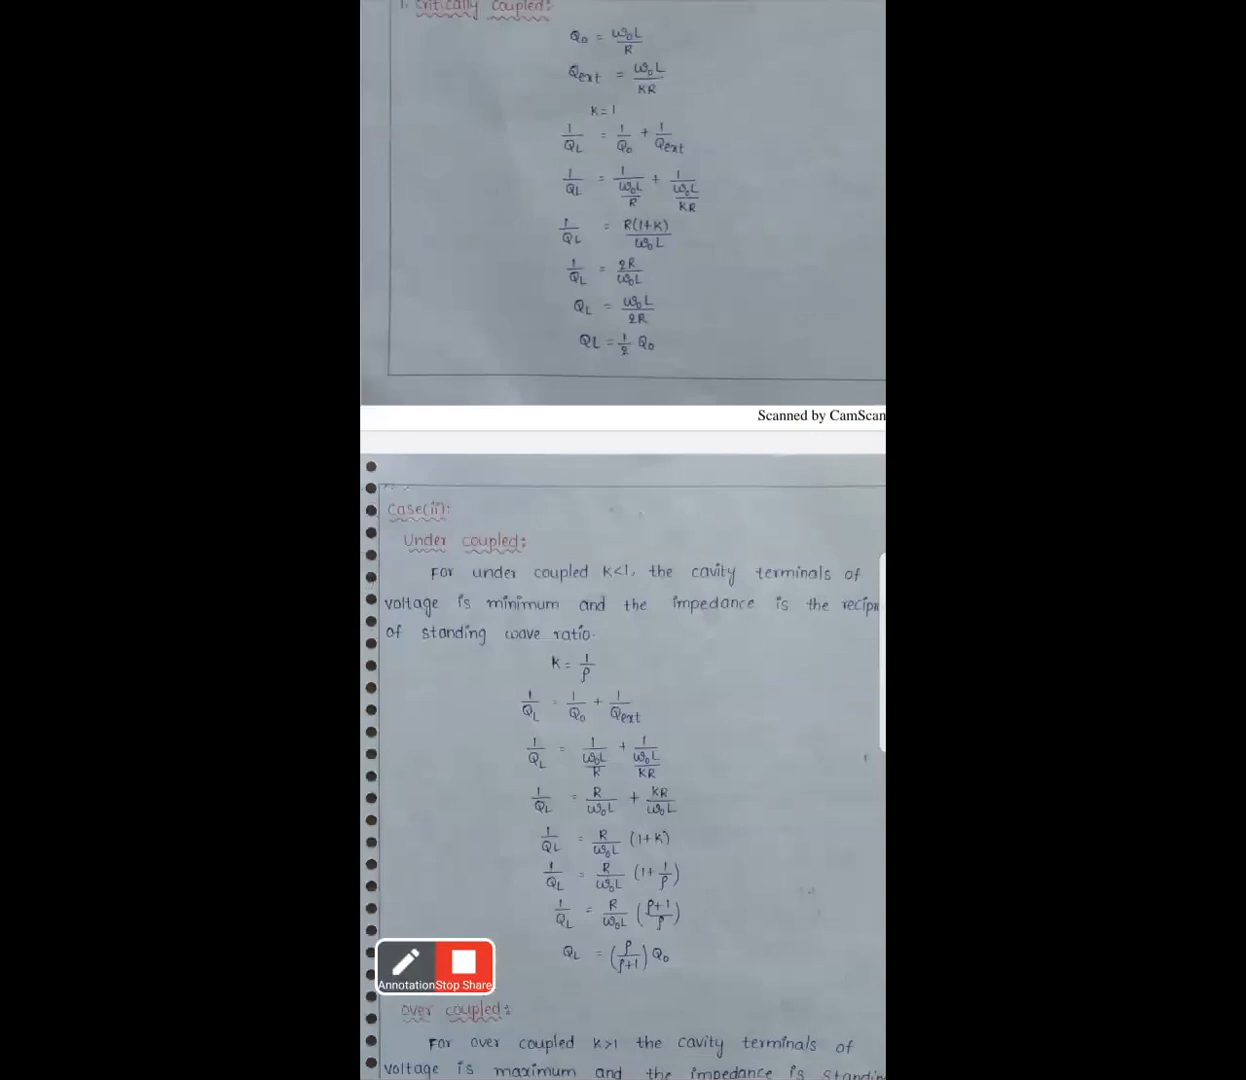 1. Critically Coupled:
Q₀ = ω₀L/R
Qext = ω₀L/KR
K=1
1/QL = 1/Q₀ + 1/Qext
1/QL = 1/(ω₀L/R) + 1/(ω₀L/KR)
1/QL = R(1+K)/ω₀L
1/QL = 2R/ω₀L
QL = ω₀L/2R
QL = 1/2 Q₀
Scanned by CamScan
Case(ii):
Under coupled:
For under coupled K<1, the cavity terminals of
voltage is minimum and the impedance is the recipr
of standing wave ratio.
K = 1/ρ
1/QL = 1/Q₀ + 1/Qext
1/QL = 1/(ω₀L/R) + 1/(ω₀L/KR)
1/QL = R/ω₀L + KR/ω₀L
1/QL = R/ω₀L (1+K)
1/QL = R/ω₀L (1+1/ρ)
1/QL = R/ω₀L ((ρ+1)/ρ)
QL = (ρ/(ρ+1)) Q₀
Annotation Stop Share
over coupled:
For over coupled K>1 the cavity terminals of
voltage is maximum and the impedance is Standin